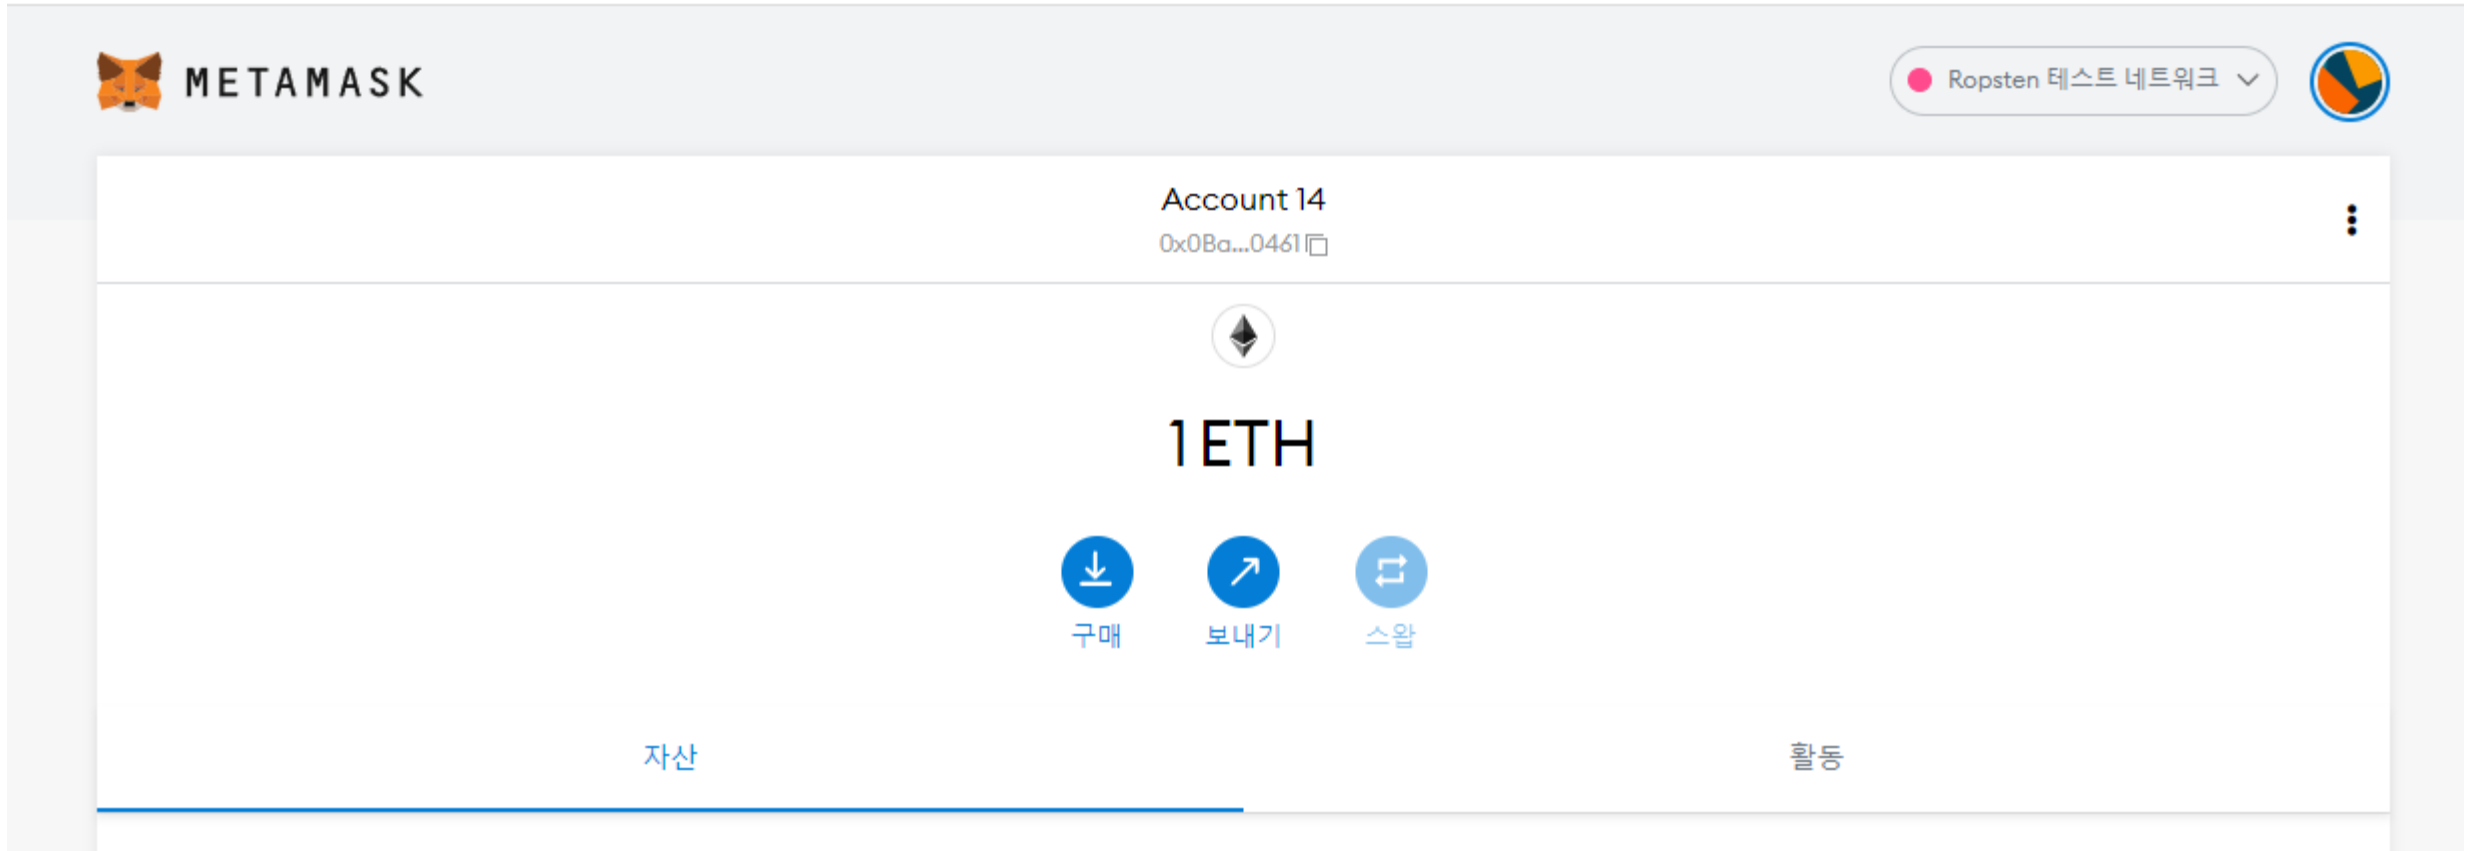 METAMASK
Ropsten 테스트 네트워크
Account 14
0x0Ba...0461
1 ETH
구매
보내기
스왑
자산
활동